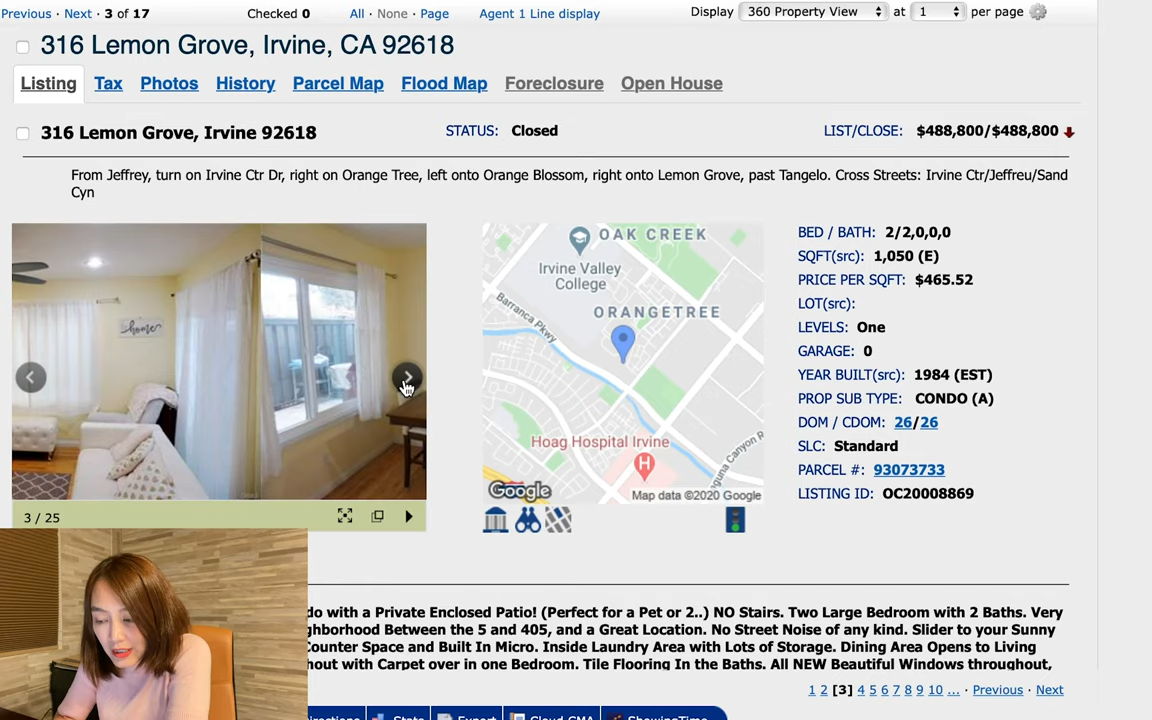 Previous · Next · 3 of 17 Checked 0 All · None · Page Agent 1 Line display Display 360 Property View at 1 per page
316 Lemon Grove, Irvine, CA 92618
Listing Tax Photos History Parcel Map Flood Map Foreclosure Open House
316 Lemon Grove, Irvine 92618 STATUS: Closed LIST/CLOSE: $488,800/$488,800
From Jeffrey, turn on Irvine Ctr Dr, right on Orange Tree, left onto Orange Blossom, right onto Lemon Grove, past Tangelo. Cross Streets: Irvine Ctr/Jeffreu/Sand
Cyn
home
3 / 25
OAK CREEK
Irvine Valley
College
ORANGETREE
Barranca Pkwy
Hoag Hospital Irvine
H
Google
Map data ©2020 Google
BED / BATH: 2/2,0,0,0
SQFT(src): 1,050 (E)
PRICE PER SQFT: $465.52
LOT(src):
LEVELS: One
GARAGE: 0
YEAR BUILT(src): 1984 (EST)
PROP SUB TYPE: CONDO (A)
DOM / CDOM: 26/26
SLC: Standard
PARCEL #: 93073733
LISTING ID: OC20008869
do with a Private Enclosed Patio! (Perfect for a Pet or 2..) NO Stairs. Two Large Bedroom with 2 Baths. Very
ghborhood Between the 5 and 405, and a Great Location. No Street Noise of any kind. Slider to your Sunny
Counter Space and Built In Micro. Inside Laundry Area with Lots of Storage. Dining Area Opens to Living
hout with Carpet over in one Bedroom. Tile Flooring In the Baths. All NEW Beautiful Windows throughout,
1 2 [3] 4 5 6 7 8 9 10 ... · Previous · Next
irections Stats Export Cloud CMA ShowingTime